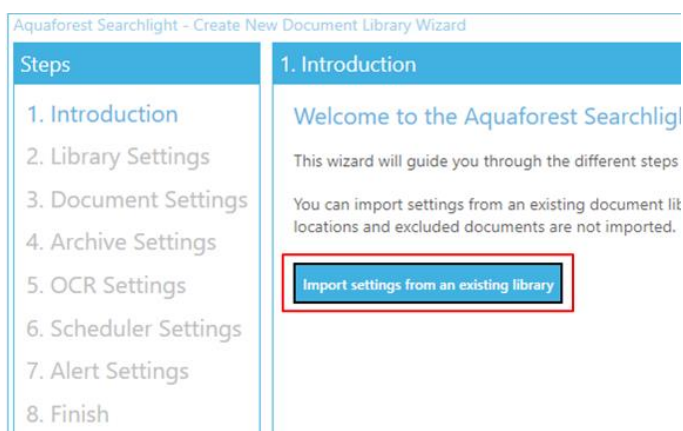 Aquaforest Searchlight - Create New Document Library Wizard
Steps
1. Introduction
2. Library Settings
3. Document Settings
4. Archive Settings
5. OCR Settings
6. Scheduler Settings
7. Alert Settings
8. Finish
1. Introduction
Welcome to the Aquaforest
This wizard will guide you through the different steps
You can import settings from an existing document
locations and excluded documents are not imported.
Import settings from an existing library